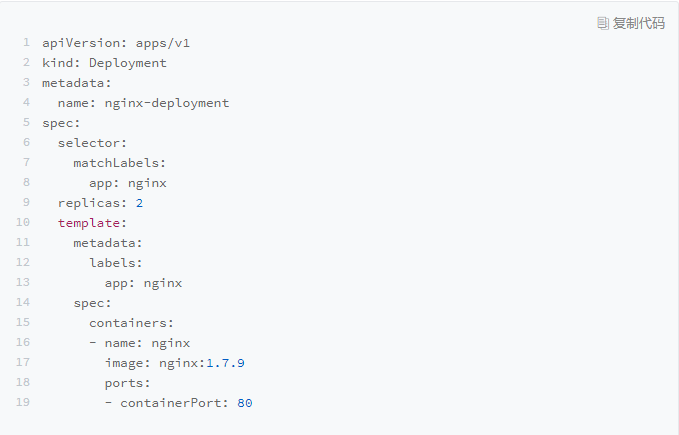 复制代码
1 apiVersion: apps/v1
2 kind: Deployment
3 metadata:
4   name: nginx-deployment
5 spec:
6   selector:
7     matchLabels:
8       app: nginx
9   replicas: 2
10   template:
11     metadata:
12       labels:
13         app: nginx
14     spec:
15       containers:
16       - name: nginx
17         image: nginx:1.7.9
18         ports:
19         - containerPort: 80